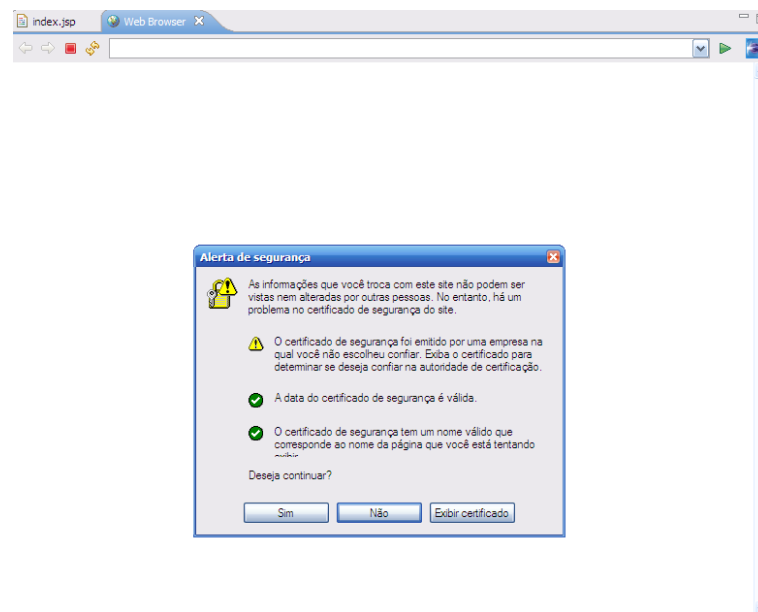 index.jsp
Web Browser
Alerta de segurança
As informações que você troca com este site não podem ser
vistas nem alteradas por outras pessoas. No entanto, há um
problema no certificado de segurança do site.
O certificado de segurança foi emitido por uma empresa na
qual você não escolheu confiar. Exiba o certificado para
determinar se deseja confiar na autoridade de certificação.
A data do certificado de segurança é válida.
O certificado de segurança tem um nome válido que
corresponde ao nome da página que você está tentando
Deseja continuar?
Sim
Não
Exibir certificado